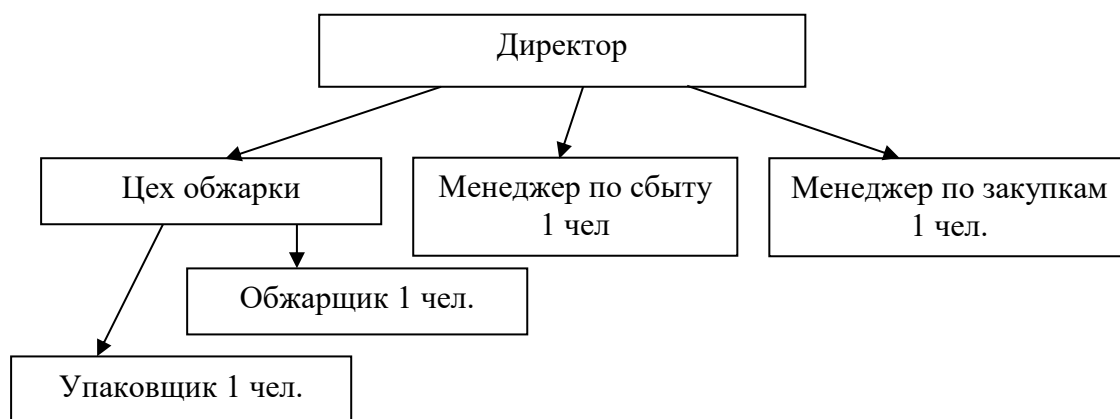 Директор
Цех обжарки
Менеджер по сбыту
1 чел
Менеджер по закупкам
1 чел.
Обжарщик 1 чел.
Упаковщик 1 чел.